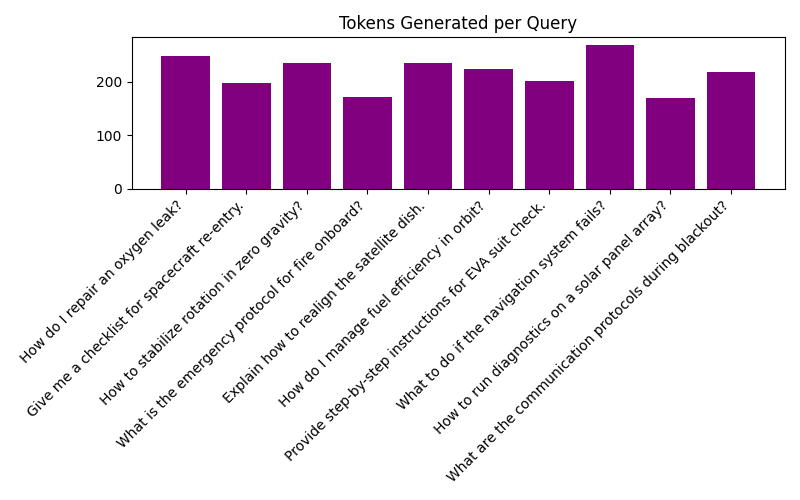 Tokens Generated per Query
200
100
0
How do I repair an oxygen leak?
Give me a checklist for spacecraft re-entry.
How to stabilize rotation in zero gravity?
What is the emergency protocol for fire onboard?
Explain how to realign the satellite dish.
How do I manage fuel efficiency in orbit?
Provide step-by-step instructions for EVA suit check.
What to do if the navigation system fails?
How to run diagnostics on a solar panel array?
What are the communication protocols during blackout?